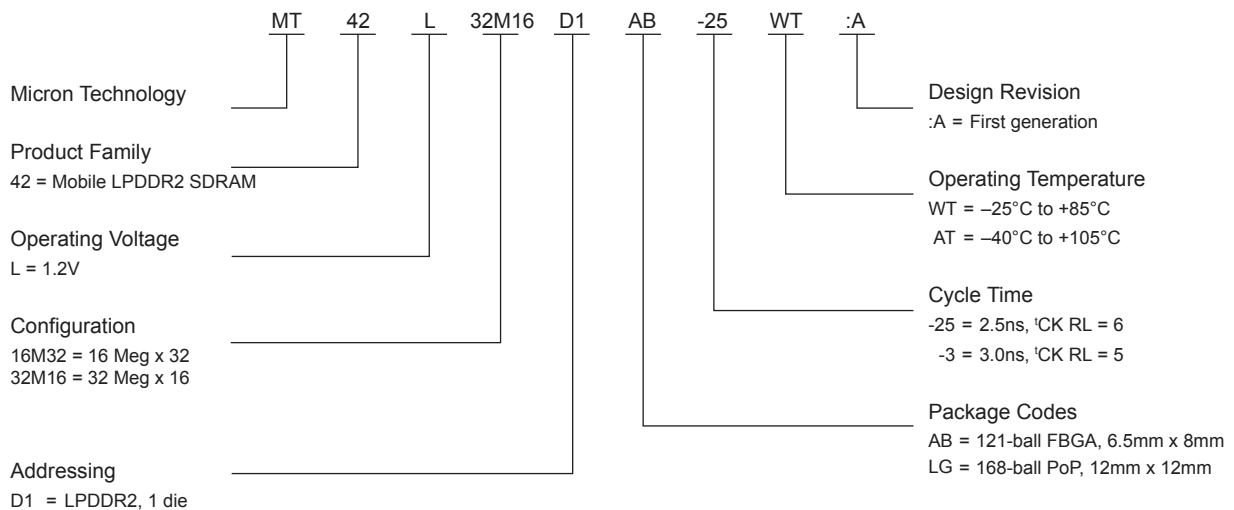 MT 42 L 32M16 D1 AB -25 WT :A
Micron Technology
Product Family
42 = Mobile LPDDR2 SDRAM
Operating Voltage
L = 1.2V
Configuration
16M32 = 16 Meg x 32
32M16 = 32 Meg x 16
Addressing
D1 = LPDDR2, 1 die
Design Revision
:A = First generation
Operating Temperature
WT = –25°C to +85°C
AT = –40°C to +105°C
Cycle Time
-25 = 2.5ns, ᵗCK RL = 6
-3 = 3.0ns, ᵗCK RL = 5
Package Codes
AB = 121-ball FBGA, 6.5mm x 8mm
LG = 168-ball PoP, 12mm x 12mm